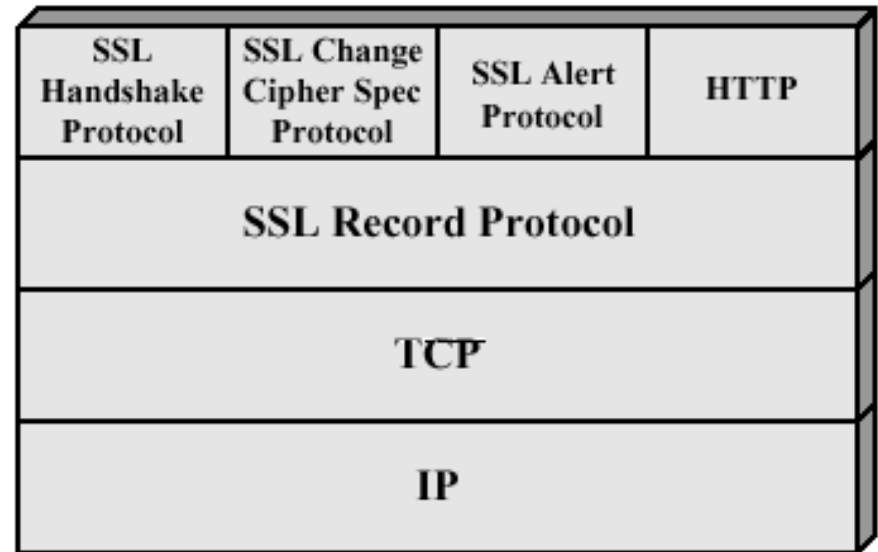 SSL
Handshake
Protocol
SSL Change
Cipher Spec
Protocol
SSL Alert
Protocol
HTTP
SSL Record Protocol
TCP
IP